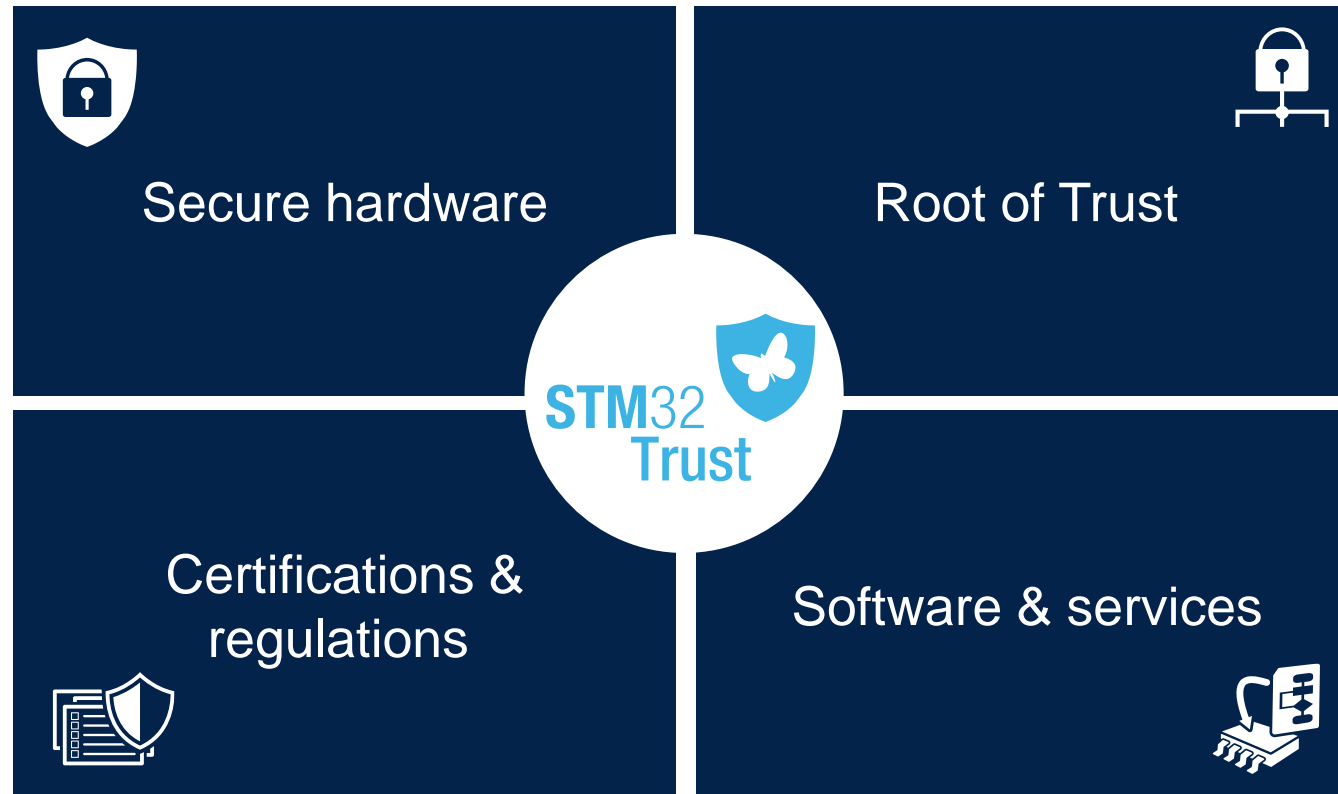 Secure hardware
Root of Trust
STM32
Trust
Certifications &
regulations
Software & services